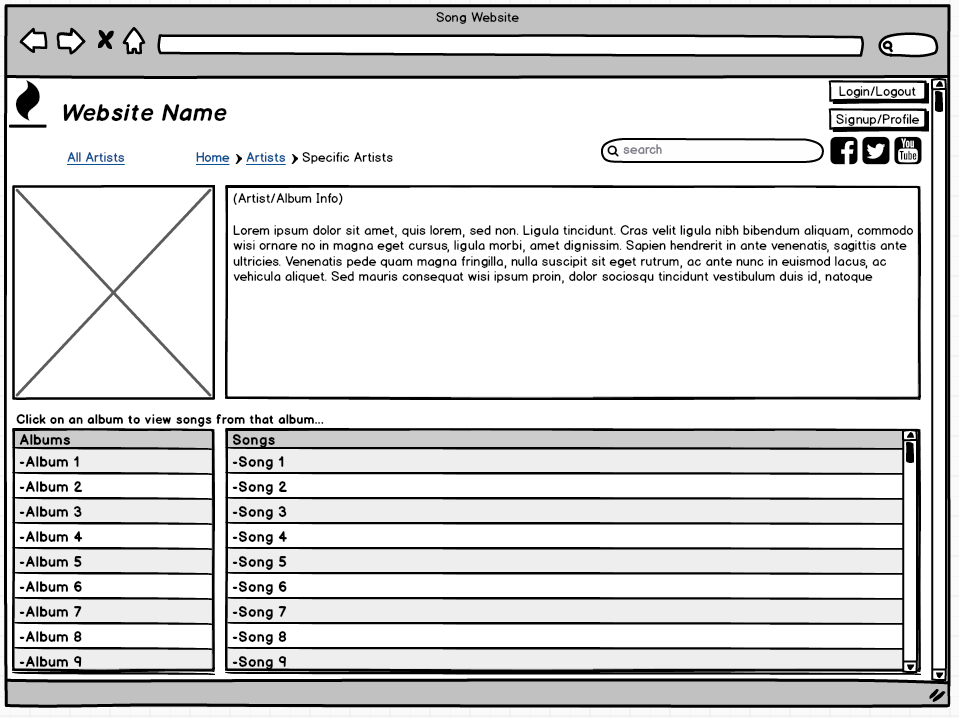 Song Website
Website Name
Login/Logout
Signup/Profile
All Artists
Home
Artists
Specific Artists
search
You
Tube
(Artist/Album Info)
Lorem ipsum dolor sit amet, quis lorem, sed non. Ligula tincidunt. Cras velit ligula nibh bibendum aliquam, commodo
wisi ornare no in magna eget cursus, ligula morbi, amet dignissim. Sapien hendrerit in ante venenatis, sagittis ante
ultricies. Venenatis pede quam magna fringilla, nulla suscipit sit eget rutrum, ac ante nunc in euismod lacus, ac
vehicula aliquet. Sed mauris consequat wisi ipsum proin, dolor sociosqu tincidunt vestibulum duis id, natoque
Click on an album to view songs from that album...
Albums
-Album 1
-Album 2
-Album 3
-Album 4
-Album 5
-Album 6
-Album 7
-Album 8
-Album 9
Songs
-Song 1
-Song 2
-Song 3
-Song 4
-Song 5
-Song 6
-Song 7
-Song 8
-Song 9